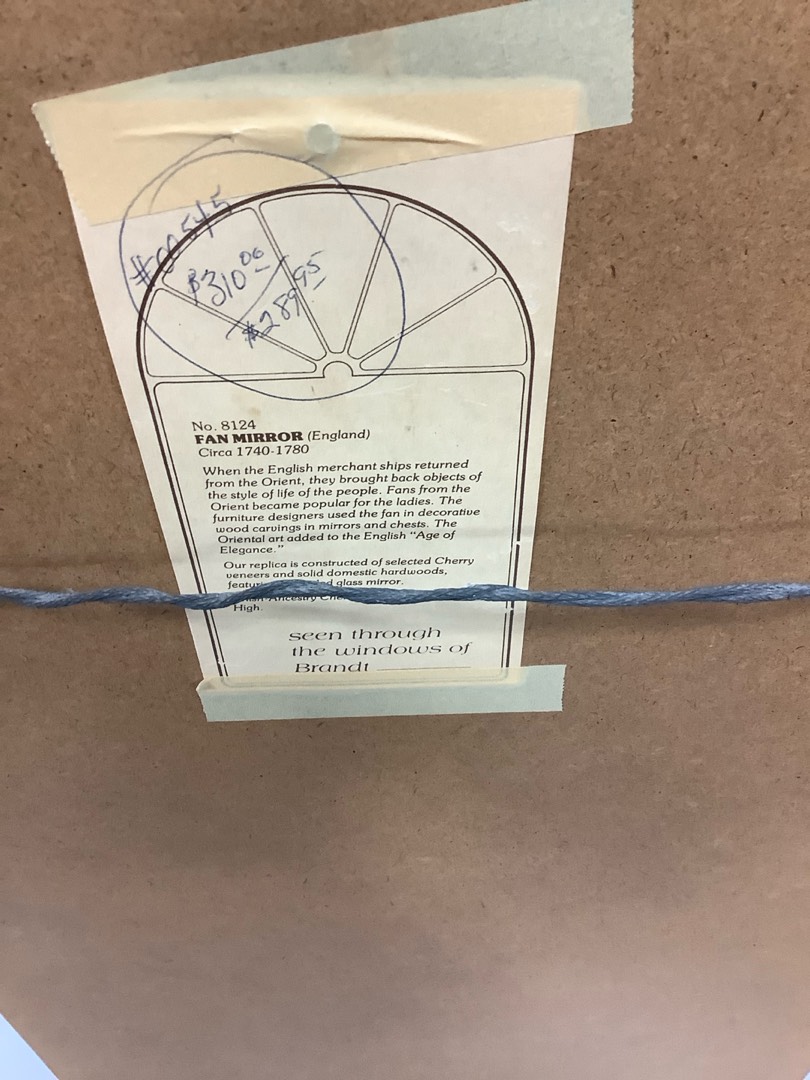 #00545
$310 00
$289 95
No. 8124
FAN MIRROR (England)
Circa 1740-1780
When the English merchant ships returned
from the Orient, they brought back objects of
the style of life of the people. Fans from the
Orient became popular for the ladies. The
furniture designers used the fan in decorative
wood carvings in mirrors and chests. The
Oriental art added to the English "Age of
Elegance."
Our replica is constructed of selected Cherry
veneers and solid domestic hardwoods,
glass mirror.
Ancestry
High.
seen through
the windows of
Brandt